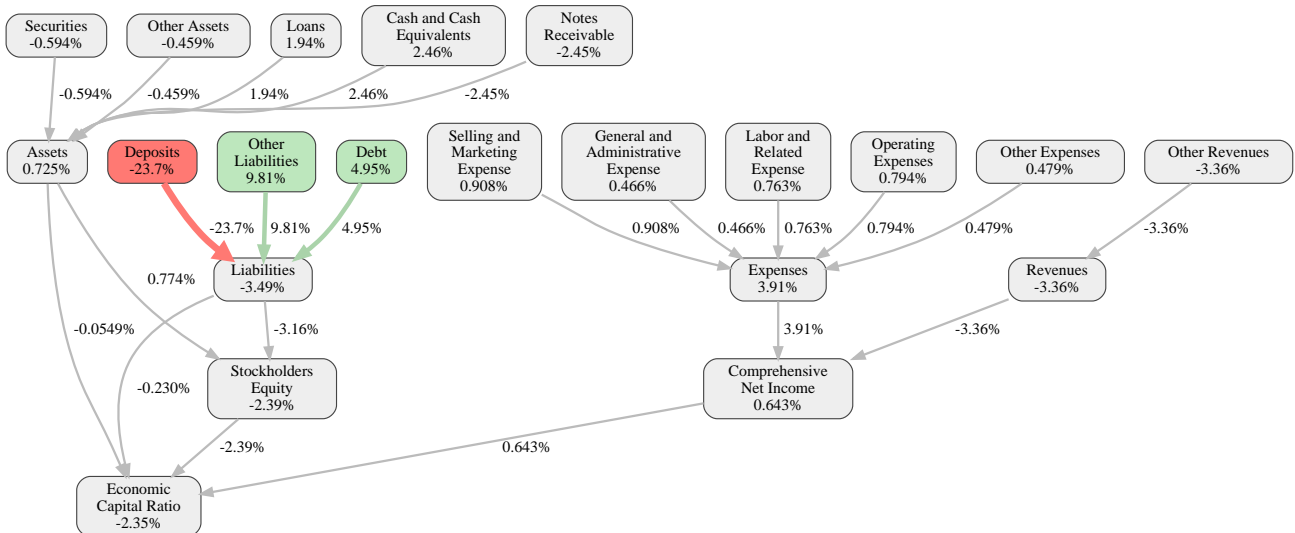 Securities
-0.594%
Other Assets
-0.459%
Loans
1.94%
Cash and Cash
Equivalents
2.46%
Notes
Receivable
-2.45%
-0.594%
-0.459%
1.94%
2.46%
-2.45%
Assets
0.725%
Deposits
-23.7%
Other
Liabilities
9.81%
Debt
4.95%
Selling and
Marketing
Expense
0.908%
General and
Administrative
Expense
0.466%
Labor and
Related
Expense
0.763%
Operating
Expenses
0.794%
Other Expenses
0.479%
Other Revenues
-3.36%
-23.7%
9.81%
4.95%
0.908%
0.466%
0.763%
0.794%
0.479%
-3.36%
0.774%
Liabilities
-3.49%
Expenses
3.91%
Revenues
-3.36%
-0.0549%
-3.16%
3.91%
-3.36%
-0.230%
Stockholders
Equity
-2.39%
Comprehensive
Net Income
0.643%
-2.39%
0.643%
Economic
Capital Ratio
-2.35%